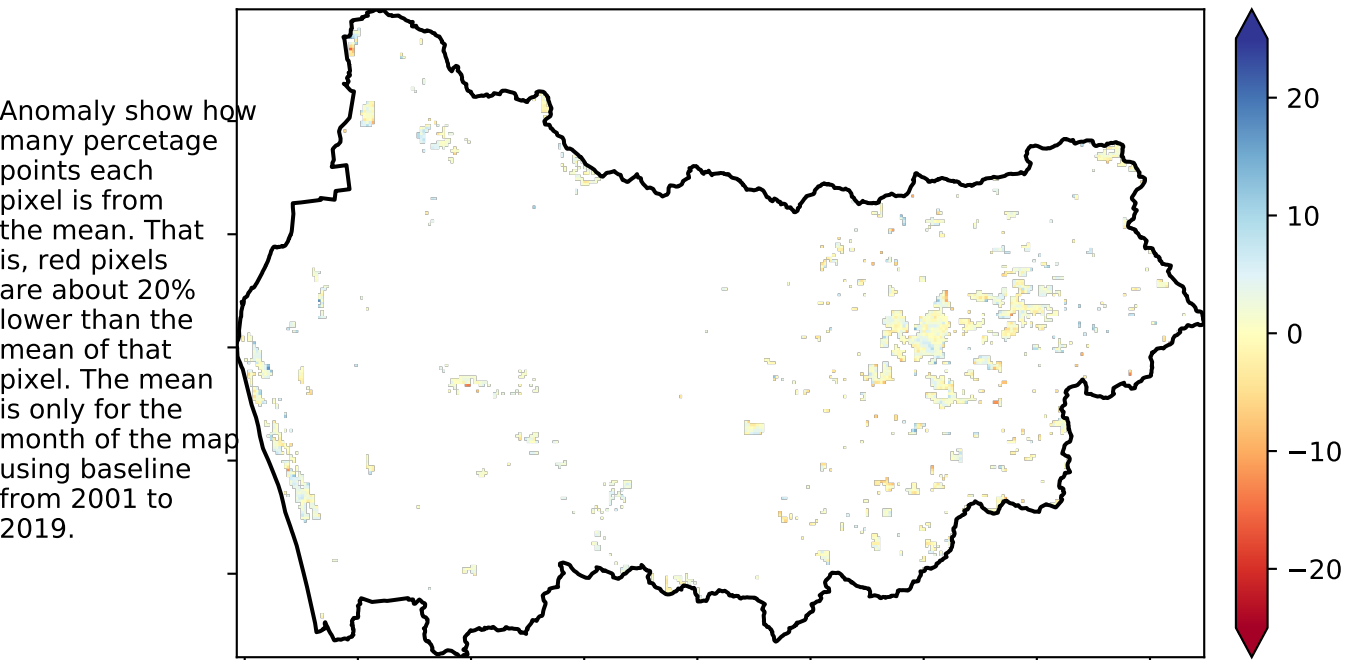 Anomaly show how
many percetage
points each
pixel is from
the mean. That
is, red pixels
are about 20%
lower than the
mean of that
pixel. The mean
is only for the
month of the map
using baseline
from 2001 to
2019.
20
10
0
−10
−20